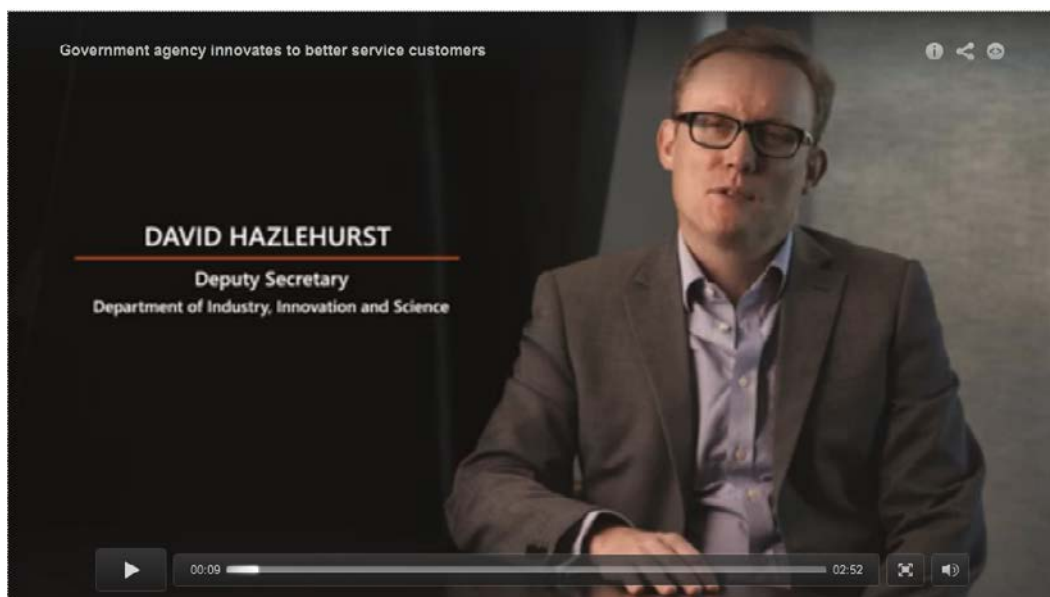 Government agency innovates to better service customers
DAVID HAZLEHURST
Deputy Secretary
Department of Industry, Innovation and Science
00:09
02:52